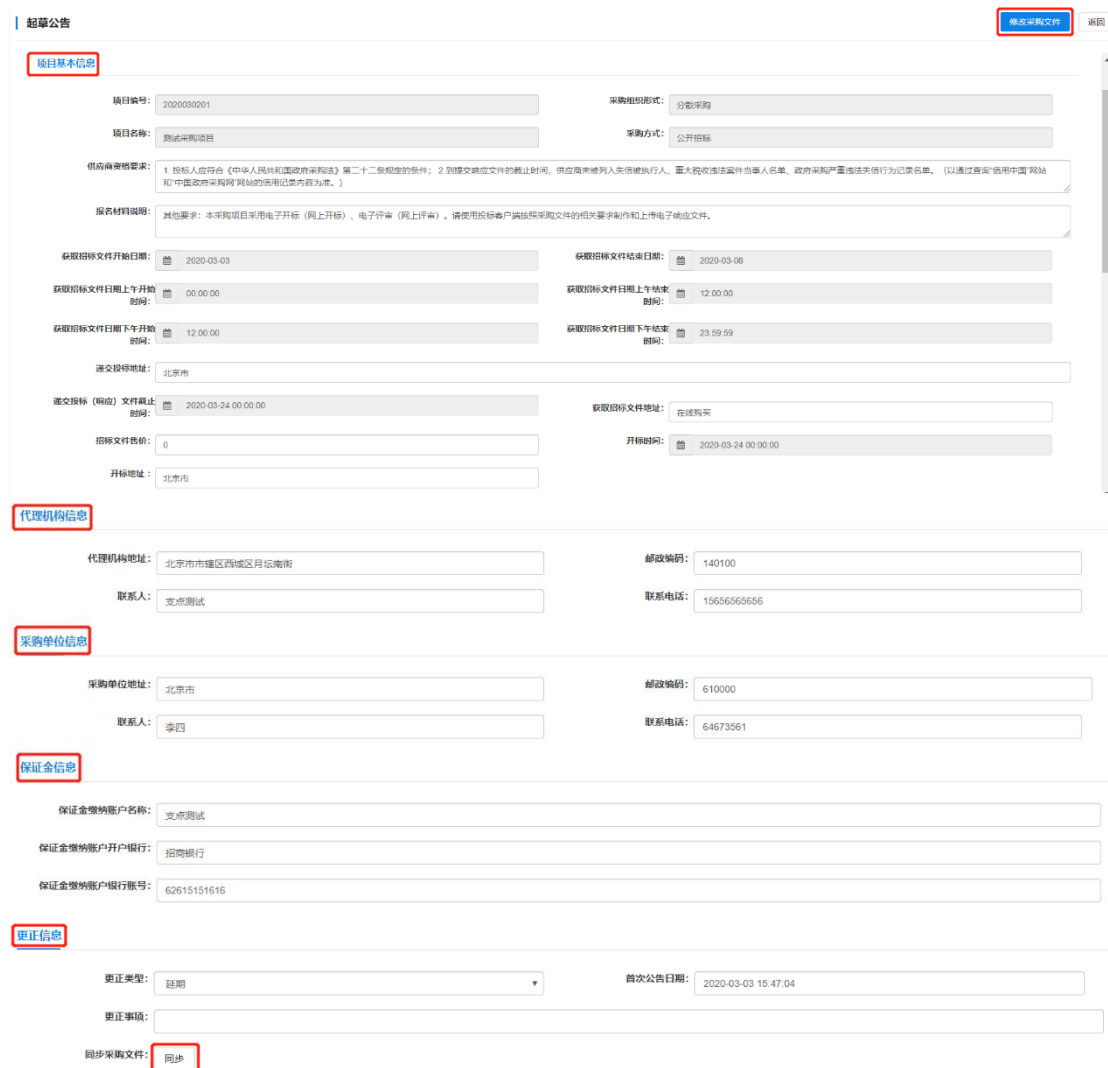 起草公告
修改采购文件
返回
项目基本信息
项目编号：
2020030201
采购组织形式：
分散采购
项目名称：
测试采购项目
采购方式：
公开招标
供应商资格要求：
1. 投标人应符合《中华人民共和国政府采购法》第二十二条规定的条件； 2.到提交响应文件的截止时间，供应商未被列入失信被执行人、重大税收违法案件当事人名单、政府采购严重违法失信行为记录名单。（以通过查询“信用中国”网站
和“中国政府采购网”网站的信用记录内容为准。）
报名材料说明：
其他要求：本采购项目采用电子开标（网上开标）、电子评审（网上评审）。请使用投标客户端按照采购文件的相关要求制作和上传电子响应文件。
获取招标文件开始日期：
2020-03-03
获取招标文件结束日期：
2020-03-08
获取招标文件日期上午开始
时间：
00:00:00
获取招标文件日期上午结束
时间：
12:00:00
获取招标文件日期下午开始
时间：
12:00:00
获取招标文件日期下午结束
时间：
23:59:59
递交投标地址：
北京市
递交投标（响应）文件截止
时间：
2020-03-24 00:00:00
获取招标文件地址：
在线购买
招标文件售价：
0
开标时间：
2020-03-24 00:00:00
开标地址：
北京市
代理机构信息
代理机构地址：
北京市市辖区西城区月坛南街
邮政编码：
140100
联系人：
支点测试
联系电话：
15656565656
采购单位信息
采购单位地址：
北京市
邮政编码：
610000
联系人：
李四
联系电话：
64673561
保证金信息
保证金缴纳账户名称：
支点测试
保证金缴纳账户开户银行：
招商银行
保证金缴纳账户银行账号：
62615151616
更正信息
更正类型：
延期
首次公告日期：
2020-03-03 15:47:04
更正事项：
同步采购文件：
同步